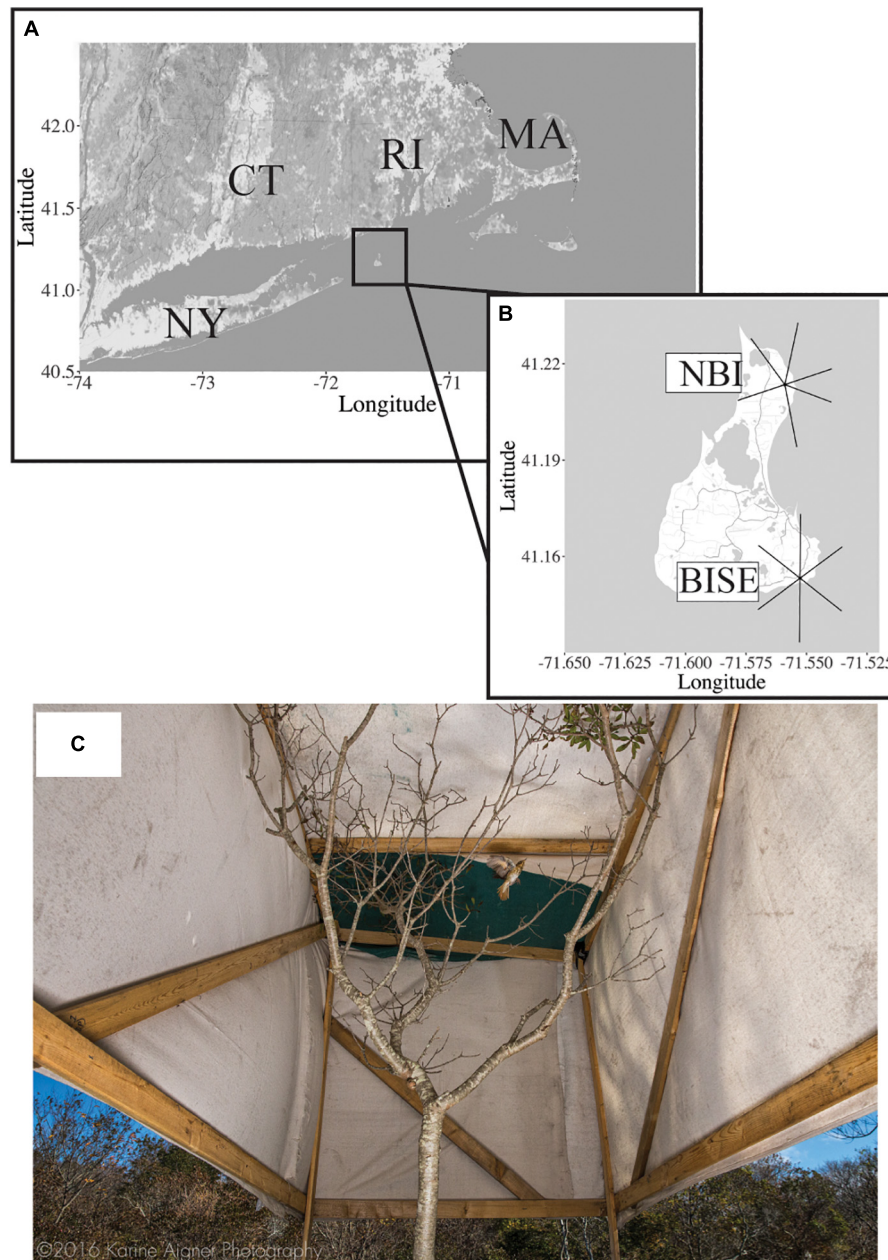 A
Latitude
42.0
41.5
41.0
40.5
-74
-73
-72
-71
Longitude
CT
RI
MA
NY
B
Latitude
41.22
41.19
41.16
NBI
BISE
-71.650 -71.625 -71.600 -71.575 -71.550 -71.525
Longitude
C
©2016 Karine Aigner Photography